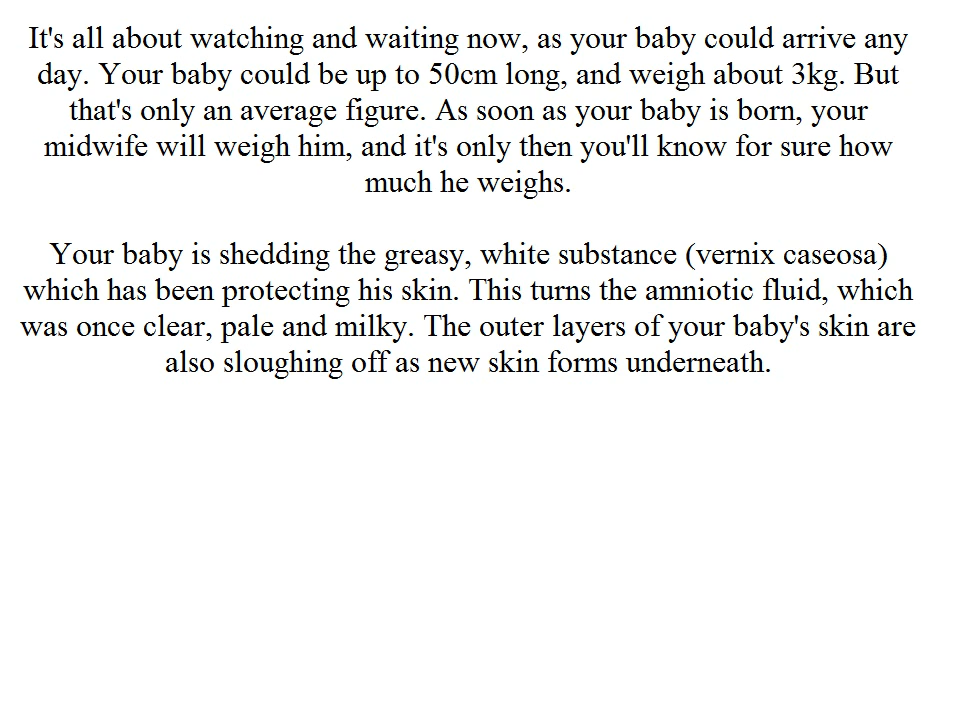 It's all about watching and waiting now, as your baby could arrive any
day. Your baby could be up to 50cm long, and weigh about 3kg. But
that's only an average figure. As soon as your baby is born, your
midwife will weigh him, and it's only then you'll know for sure how
much he weighs.
Your baby is shedding the greasy, white substance (vernix caseosa)
which has been protecting his skin. This turns the amniotic fluid, which
was once clear, pale and milky. The outer layers of your baby's skin are
also sloughing off as new skin forms underneath.